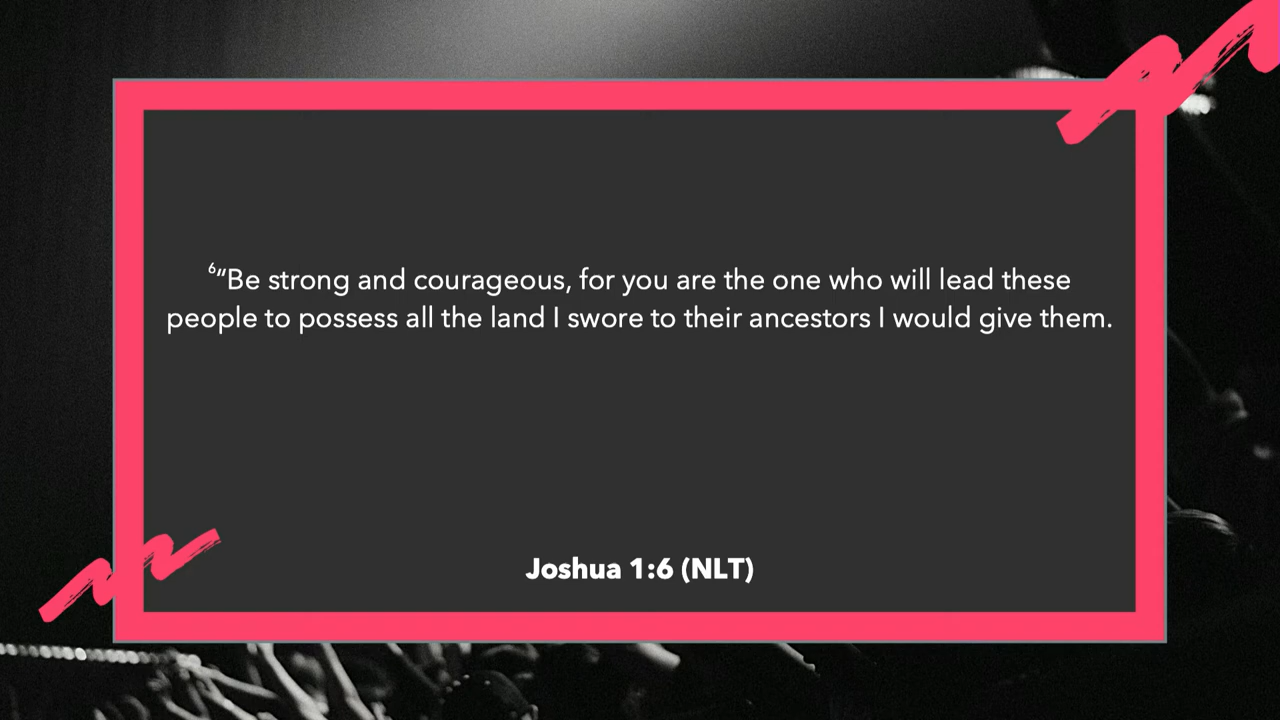 ⁶“Be strong and courageous, for you are the one who will lead these
people to possess all the land I swore to their ancestors I would give them.
Joshua 1:6 (NLT)